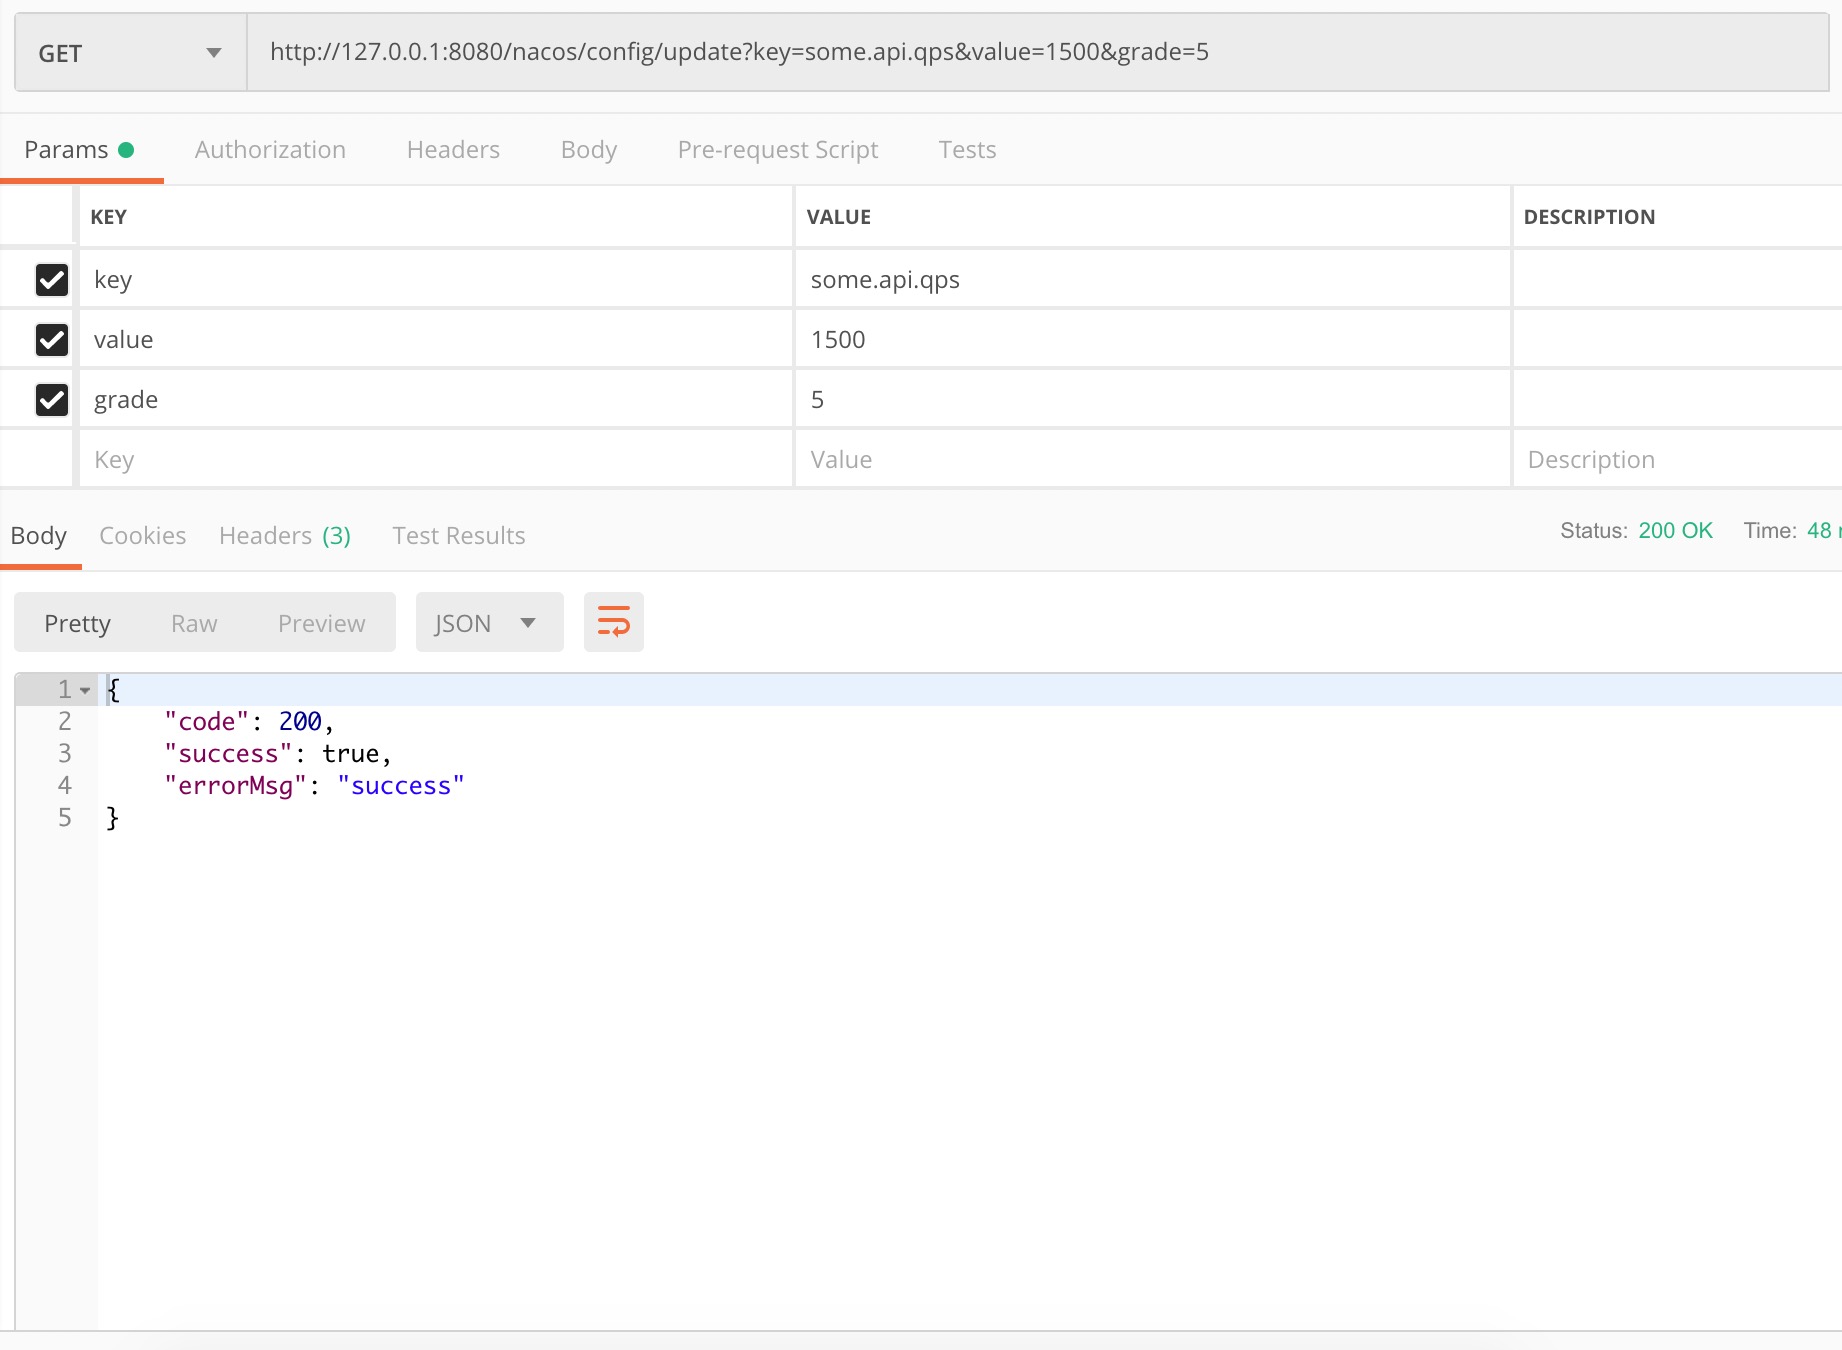 GET http://127.0.0.1:8080/nacos/config/update?key=some.api.qps&value=1500&grade=5
Params Authorization Headers Body Pre-request Script Tests
KEY VALUE DESCRIPTION
key some.api.qps
value 1500
grade 5
Key Value Description
Body Cookies Headers (3) Test Results Status: 200 OK Time: 48
Pretty Raw Preview JSON
1 {
2 "code": 200,
3 "success": true,
4 "errorMsg": "success"
5 }